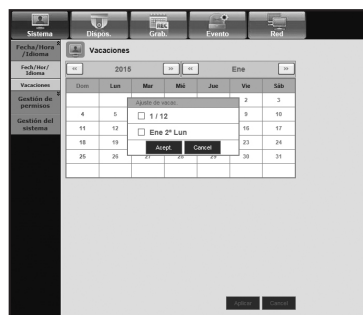 Sistema Dispos. Grab. Evento Red
REC
Fecha/Hora
/Idioma
Vacaciones
Fech/Hor/
Idioma
<< 2015 >> << Ene >>
Vacaciones
Dom Lun Mar Mié Jue Vie Sáb
Gestión de
permisos
Ajuste de vacac.
2 3
1 / 12
4 5 9 10
Gestión del
sistema
Ene 2º Lun
11 12 16 17
Acept. Cancel
18 19 23 24
25 26 27 28 29 30 31
Aplicar Cancel